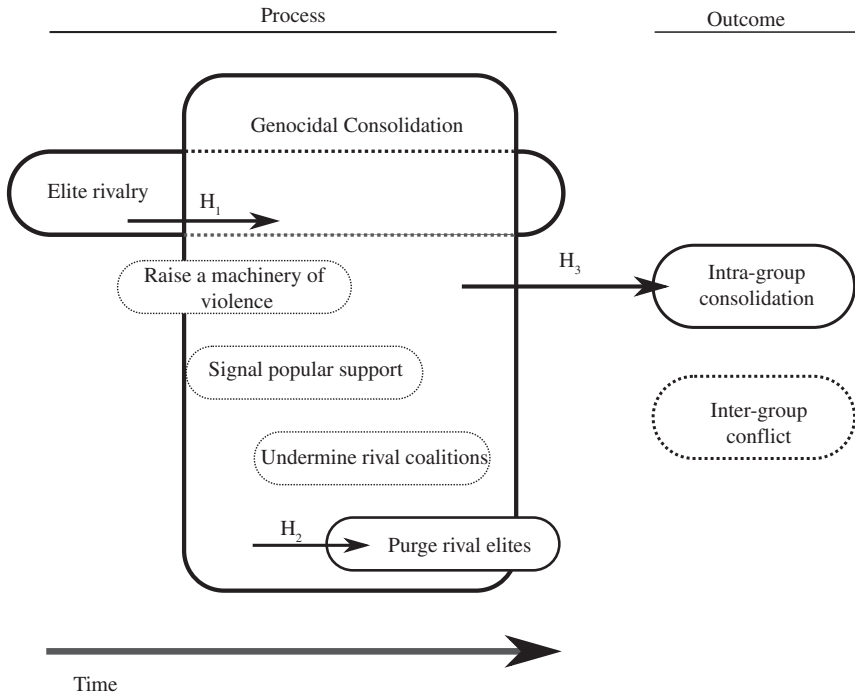 Process
Outcome
Genocidal Consolidation
Elite rivalry
H1
Raise a machinery of
violence
H3
Intra-group
consolidation
Signal popular support
Inter-group
conflict
Undermine rival coalitions
H2
Purge rival elites
Time